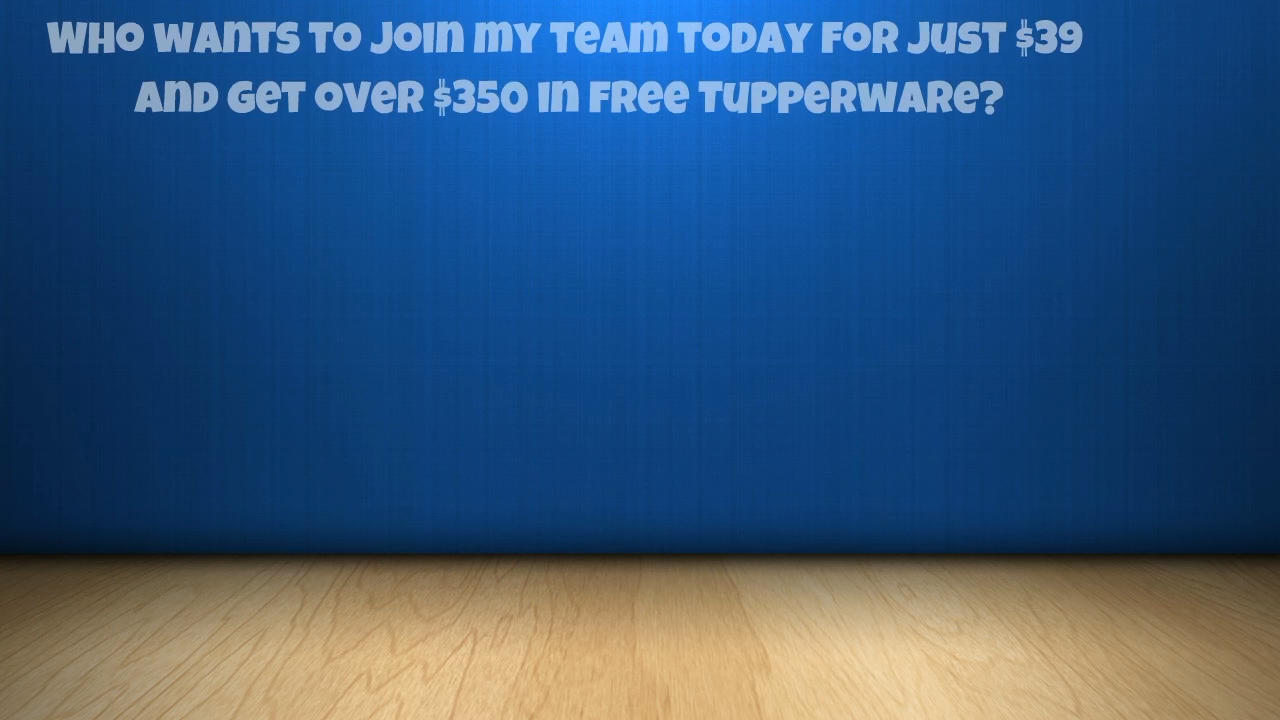 WHO WANTS TO JOIN MY TEAM TODAY FOR JUST $39
AND GET OVER $350 IN FREE TUPPERWARE?